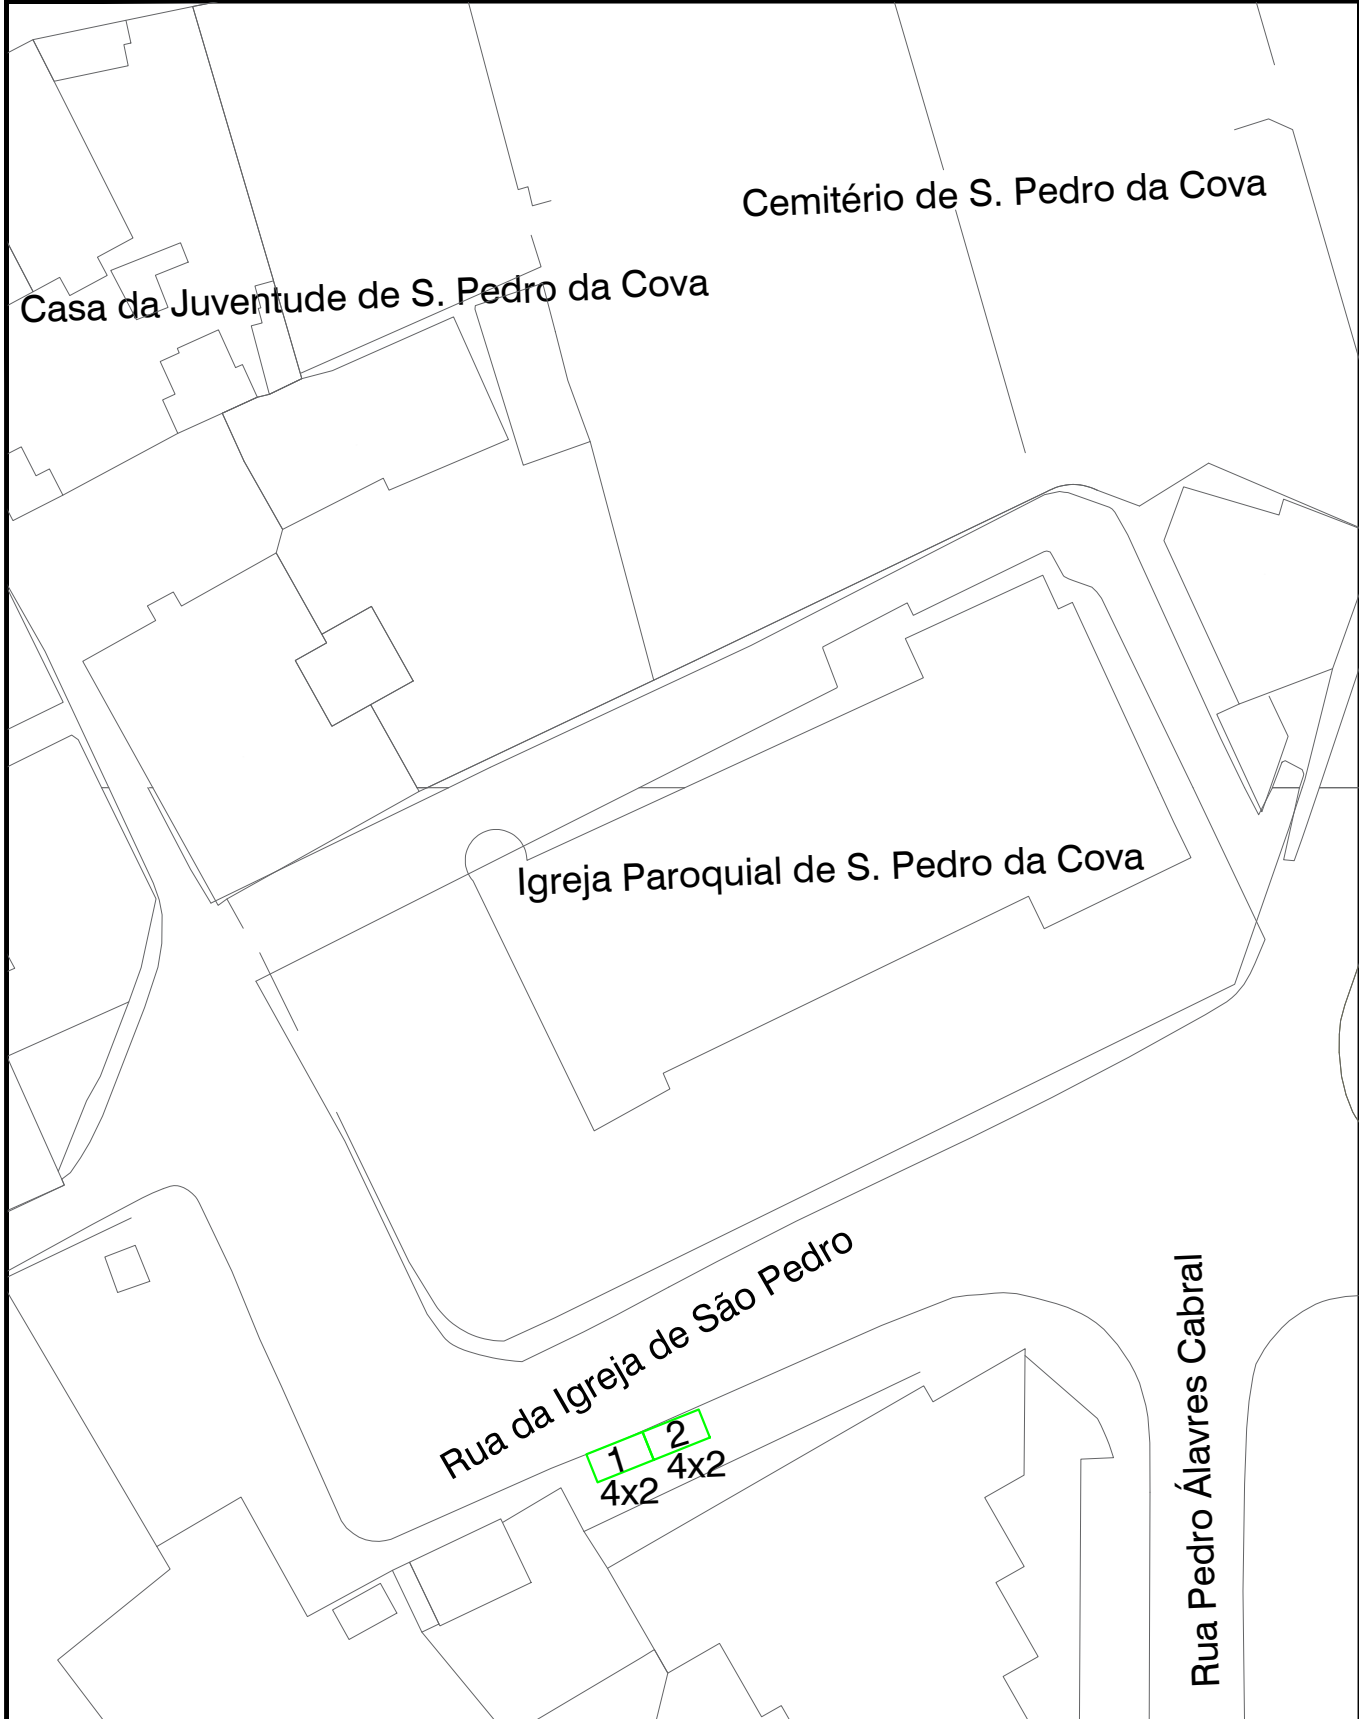 Cemitério de S. Pedro da Cova
Casa da Juventude de S. Pedro da Cova
Igreja Paroquial de S. Pedro da Cova
Rua da Igreja de São Pedro
Rua Pedro Álavres Cabral
1
2
4x2
4x2